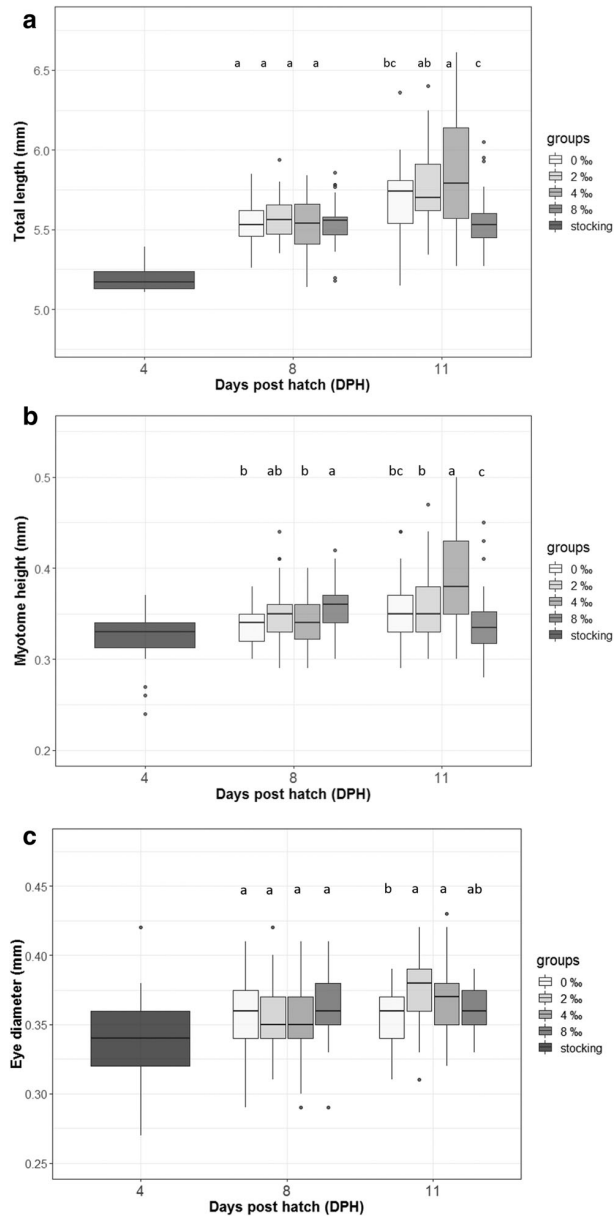 a
a a a a bc ab a c
6.5
6.0
5.5
5.0
Total length (mm)
4 8 11
Days post hatch (DPH)
groups
0 ‰
2 ‰
4 ‰
8 ‰
stocking
b
b ab b a bc b a c
0.5
0.4
0.3
0.2
Myotome height (mm)
4 8 11
Days post hatch (DPH)
groups
0 ‰
2 ‰
4 ‰
8 ‰
stocking
c
a a a a b a a ab
0.45
0.40
0.35
0.30
0.25
Eye diameter (mm)
4 8 11
Days post hatch (DPH)
groups
0 ‰
2 ‰
4 ‰
8 ‰
stocking